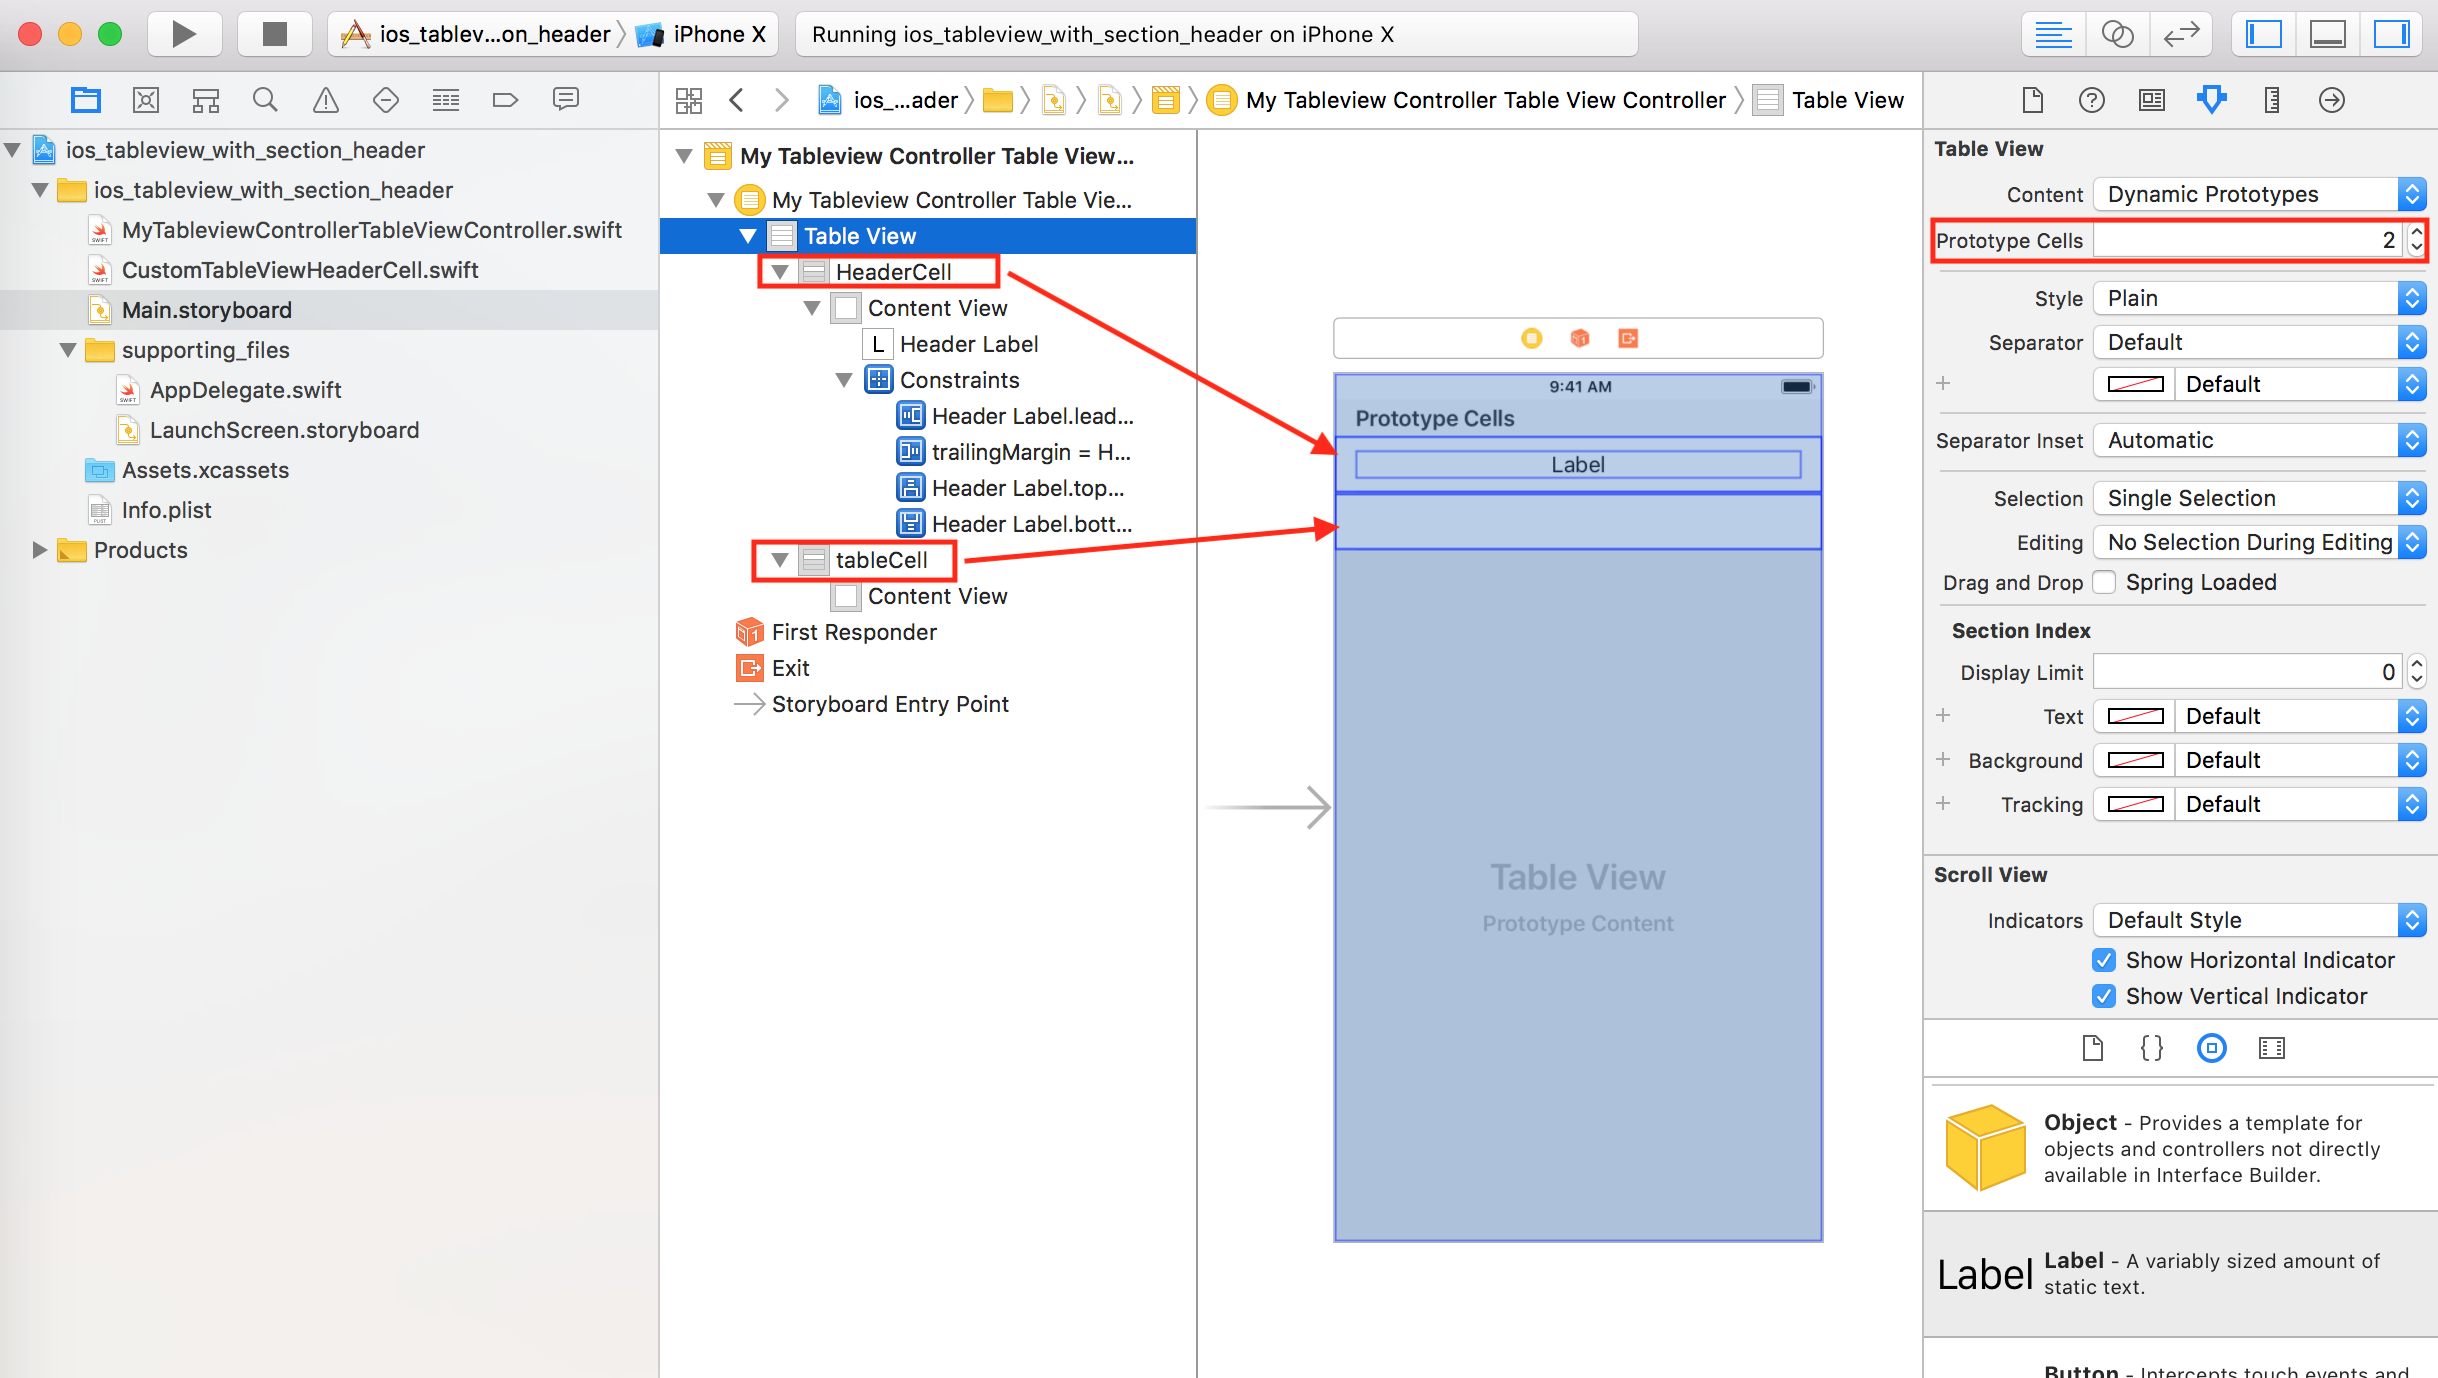 ios_tablev...on_header iPhone X
Running ios_tableview_with_section_header on iPhone X
ios_...ader My Tableview Controller Table View Controller Table View
ios_tableview_with_section_header
ios_tableview_with_section_header
MyTableviewControllerTableViewController.swift
CustomTableViewHeaderCell.swift
Main.storyboard
supporting_files
AppDelegate.swift
LaunchScreen.storyboard
Assets.xcassets
Info.plist
Products
My Tableview Controller Table View...
My Tableview Controller Table Vie...
Table View
HeaderCell
Content View
L Header Label
Constraints
Header Label.lead...
trailingMargin = H...
Header Label.top...
Header Label.bott...
tableCell
Content View
First Responder
Exit
Storyboard Entry Point
9:41 AM
Prototype Cells
Label
Table View
Prototype Content
Table View
Content Dynamic Prototypes
Prototype Cells 2
Style Plain
Separator Default
Default
Separator Inset Automatic
Selection Single Selection
Editing No Selection During Editing
Drag and Drop Spring Loaded
Section Index
Display Limit 0
Text Default
Background Default
Tracking Default
Scroll View
Indicators Default Style
Show Horizontal Indicator
Show Vertical Indicator
Object - Provides a template for
objects and controllers not directly
available in Interface Builder.
Label
Label - A variably sized amount of
static text.
Button - Intercepts touch events and